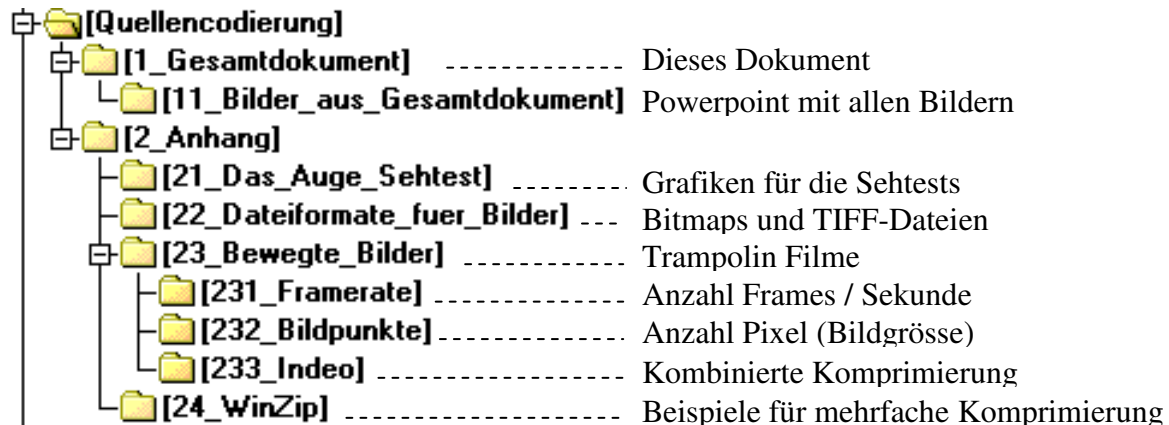 [Quellencodierung]
[1_Gesamtdokument] Dieses Dokument
[11_Bilder_aus_Gesamtdokument] Powerpoint mit allen Bildern
[2_Anhang]
[21_Das_Auge_Sehtest] Grafiken für die Sehtests
[22_Dateiformate_fuer_Bilder] Bitmaps und TIFF-Dateien
[23_Bewegte_Bilder] Trampolin Filme
[231_Framerate] Anzahl Frames / Sekunde
[232_Bildpunkte] Anzahl Pixel (Bildgrösse)
[233_Indeo] Kombinierte Komprimierung
[24_WinZip] Beispiele für mehrfache Komprimierung